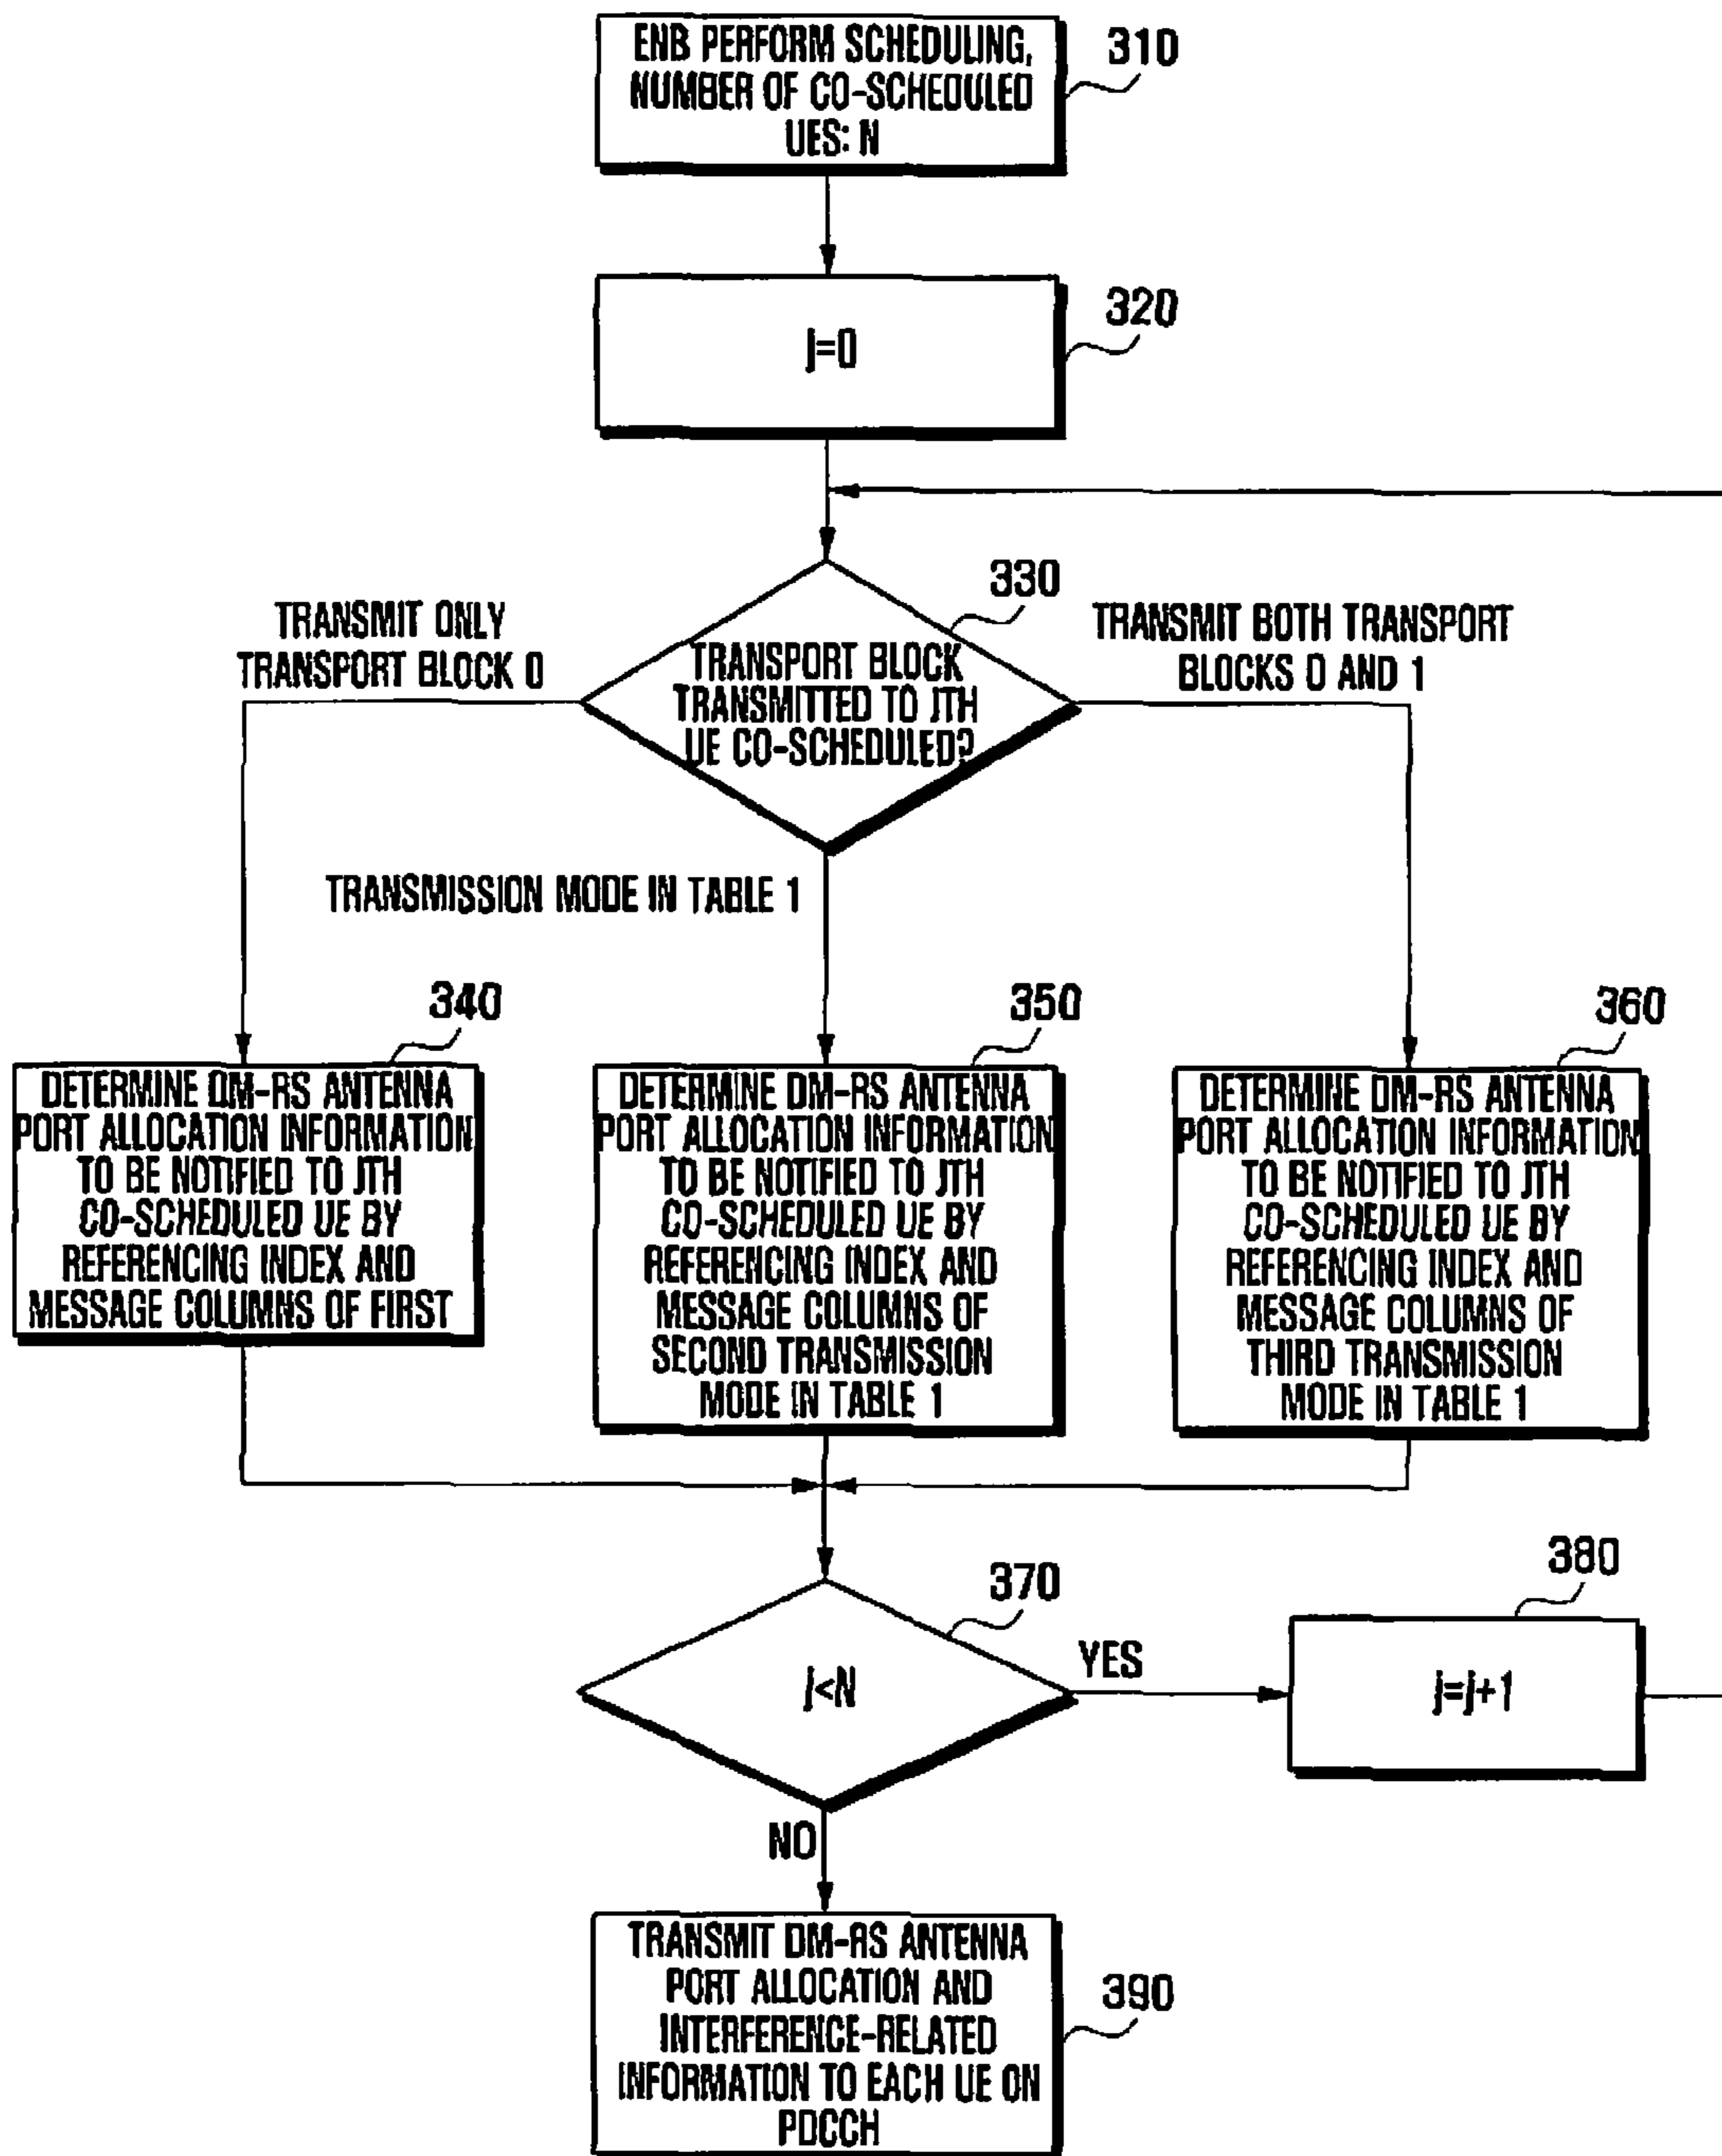 ENB PERFORM SCHEDULING,
NUMBER OF CO-SCHEDULED
UES: N
310
j=0
320
330
TRANSMIT ONLY
TRANSPORT BLOCK 0
TRANSPORT BLOCK
TRANSMITTED TO JTH
UE CO-SCHEDULED?
TRANSMIT BOTH TRANSPORT
BLOCKS 0 AND 1
TRANSMISSION MODE IN TABLE 1
340
DETERMINE DM-RS ANTENNA
PORT ALLOCATION INFORMATION
TO BE NOTIFIED TO JTH
CO-SCHEDULED UE BY
REFERENCING INDEX AND
MESSAGE COLUMNS OF FIRST
350
DETERMINE DM-RS ANTENNA
PORT ALLOCATION INFORMATION
TO BE NOTIFIED TO JTH
CO-SCHEDULED UE BY
REFERENCING INDEX AND
MESSAGE COLUMNS OF
SECOND TRANSMISSION
MODE IN TABLE 1
360
DETERMINE DM-RS ANTENNA
PORT ALLOCATION INFORMATION
TO BE NOTIFIED TO JTH
CO-SCHEDULED UE BY
REFERENCING INDEX AND
MESSAGE COLUMNS OF
THIRD TRANSMISSION
MODE IN TABLE 1
370
j<N
YES
380
j=j+1
NO
TRANSMIT DM-RS ANTENNA
PORT ALLOCATION AND
INTERFERENCE-RELATED
INFORMATION TO EACH UE ON
PDCCH
390